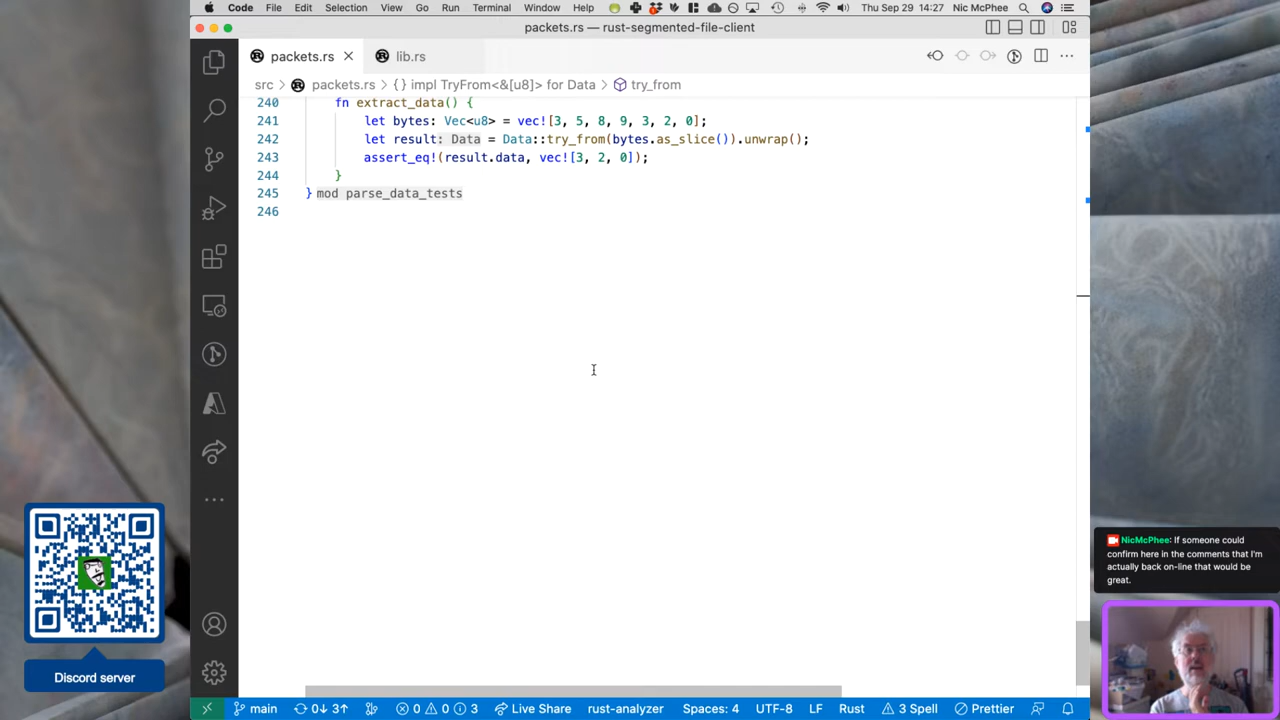 Code File Edit Selection View Go Run Terminal Window Help Thu Sep 29 14:27 Nic McPhee
packets.rs — rust-segmented-file-client
packets.rs lib.rs
src > packets.rs > { } impl TryFrom<&[u8]> for Data > try_from
240 fn extract_data() {
241 let bytes: Vec<u8> = vec![3, 5, 8, 9, 3, 2, 0];
242 let result: Data = Data::try_from(bytes.as_slice()).unwrap();
243 assert_eq!(result.data, vec![3, 2, 0]);
244 }
245 } mod parse_data_tests
246
NicMcPhee: If someone could
confirm here in the comments that I'm
actually back on-line that would be
great.
Discord server
main 0↓ 3↑ 0 0 3 Live Share rust-analyzer Spaces: 4 UTF-8 LF Rust 3 Spell Prettier